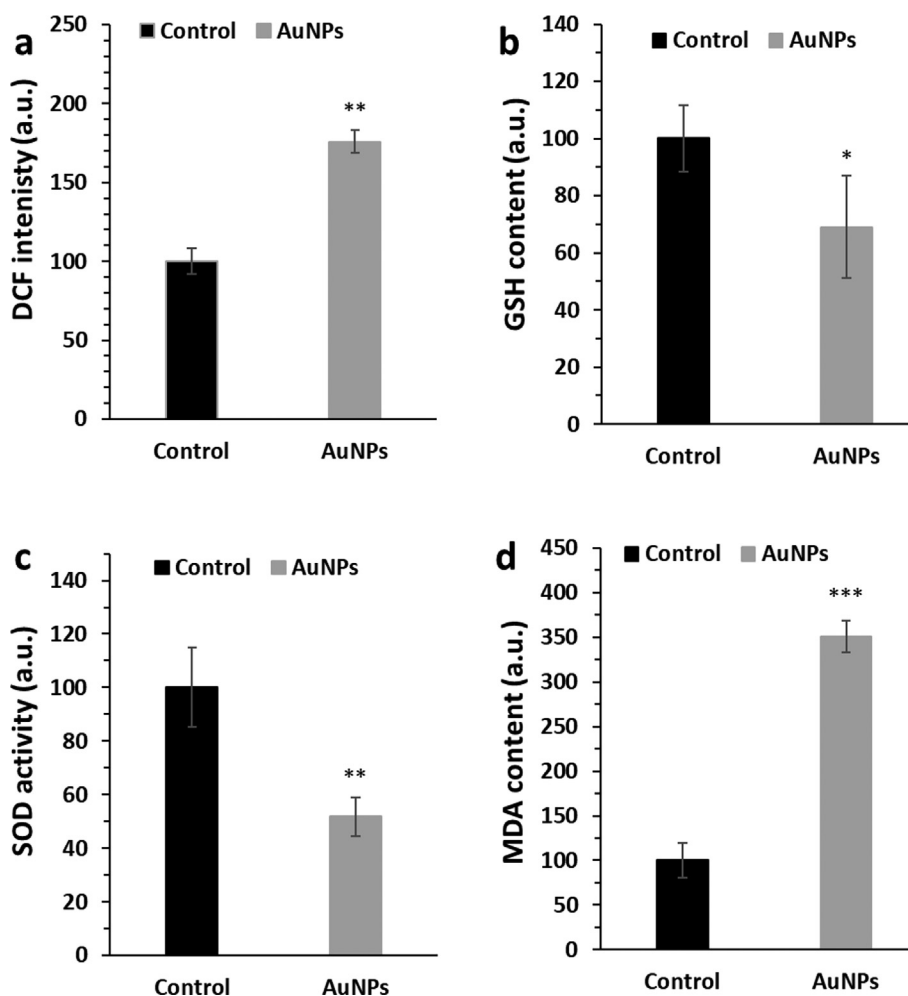 a
250
Control AuNPs
200
150
100
50
0
**
DCF intenisty (a.u.)
Control AuNPs
b
140
Control AuNPs
120
100
80
60
40
20
0
*
GSH content (a.u.)
Control AuNPs
c
140
Control AuNPs
120
100
80
60
40
20
0
**
SOD activity (a.u.)
Control AuNPs
d
450
Control AuNPs
400
350
300
250
200
150
100
50
0
***
MDA content (a.u.)
Control AuNPs